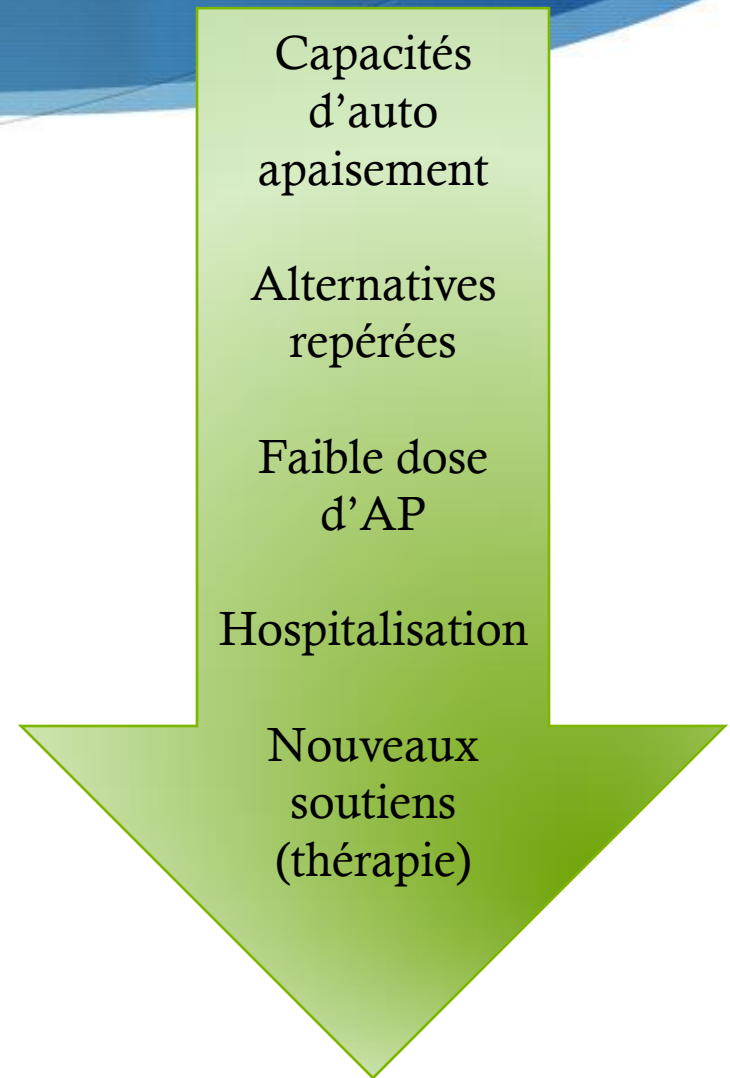 Capacités
d’auto
apaisement
Alternatives
repérées
Faible dose
d’AP
Hospitalisation
Nouveaux
soutiens
(thérapie)